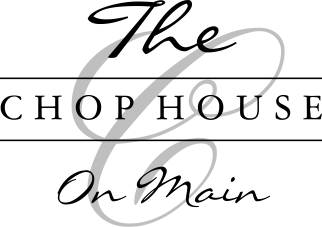 The
CHOP HOUSE
On Main